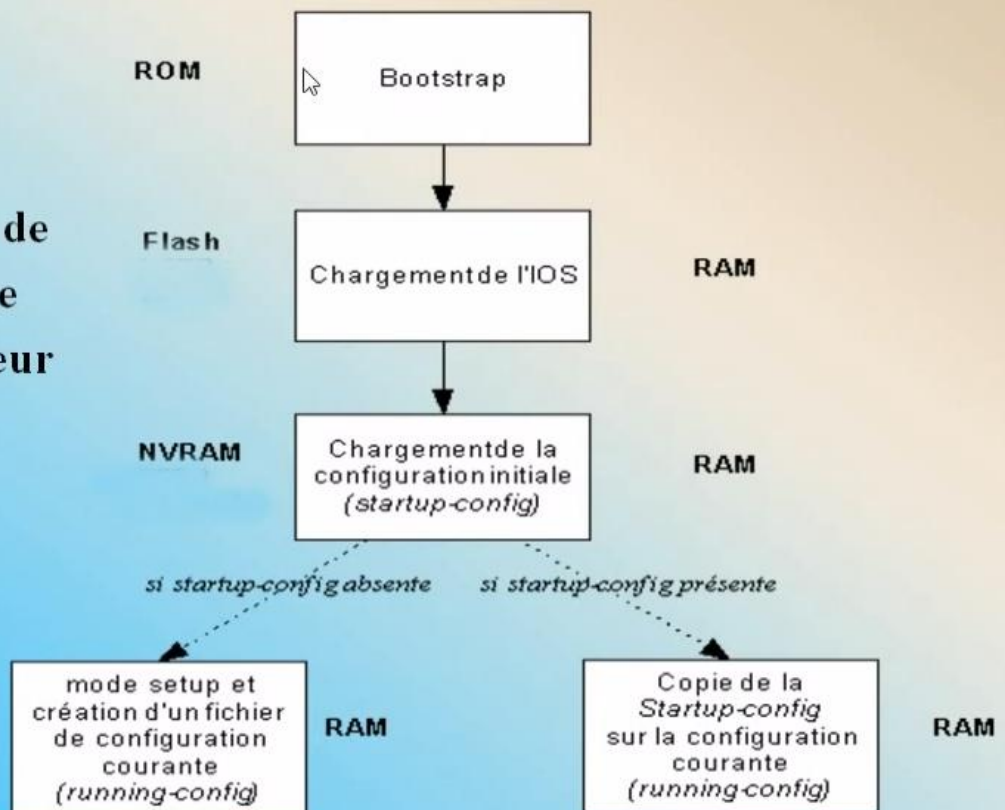 ROM
Bootstrap
de
e
eur
Flash
Chargementde l'IOS
RAM
NVRAM
Chargementde la
configuration initiale
(startup-config)
RAM
si startup-config absente
si startup-config présente
mode setup et
création d'un fichier
de configuration
courante
(running-config)
RAM
Copie de la
Startup-config
sur la configuration
courante
(running-config)
RAM